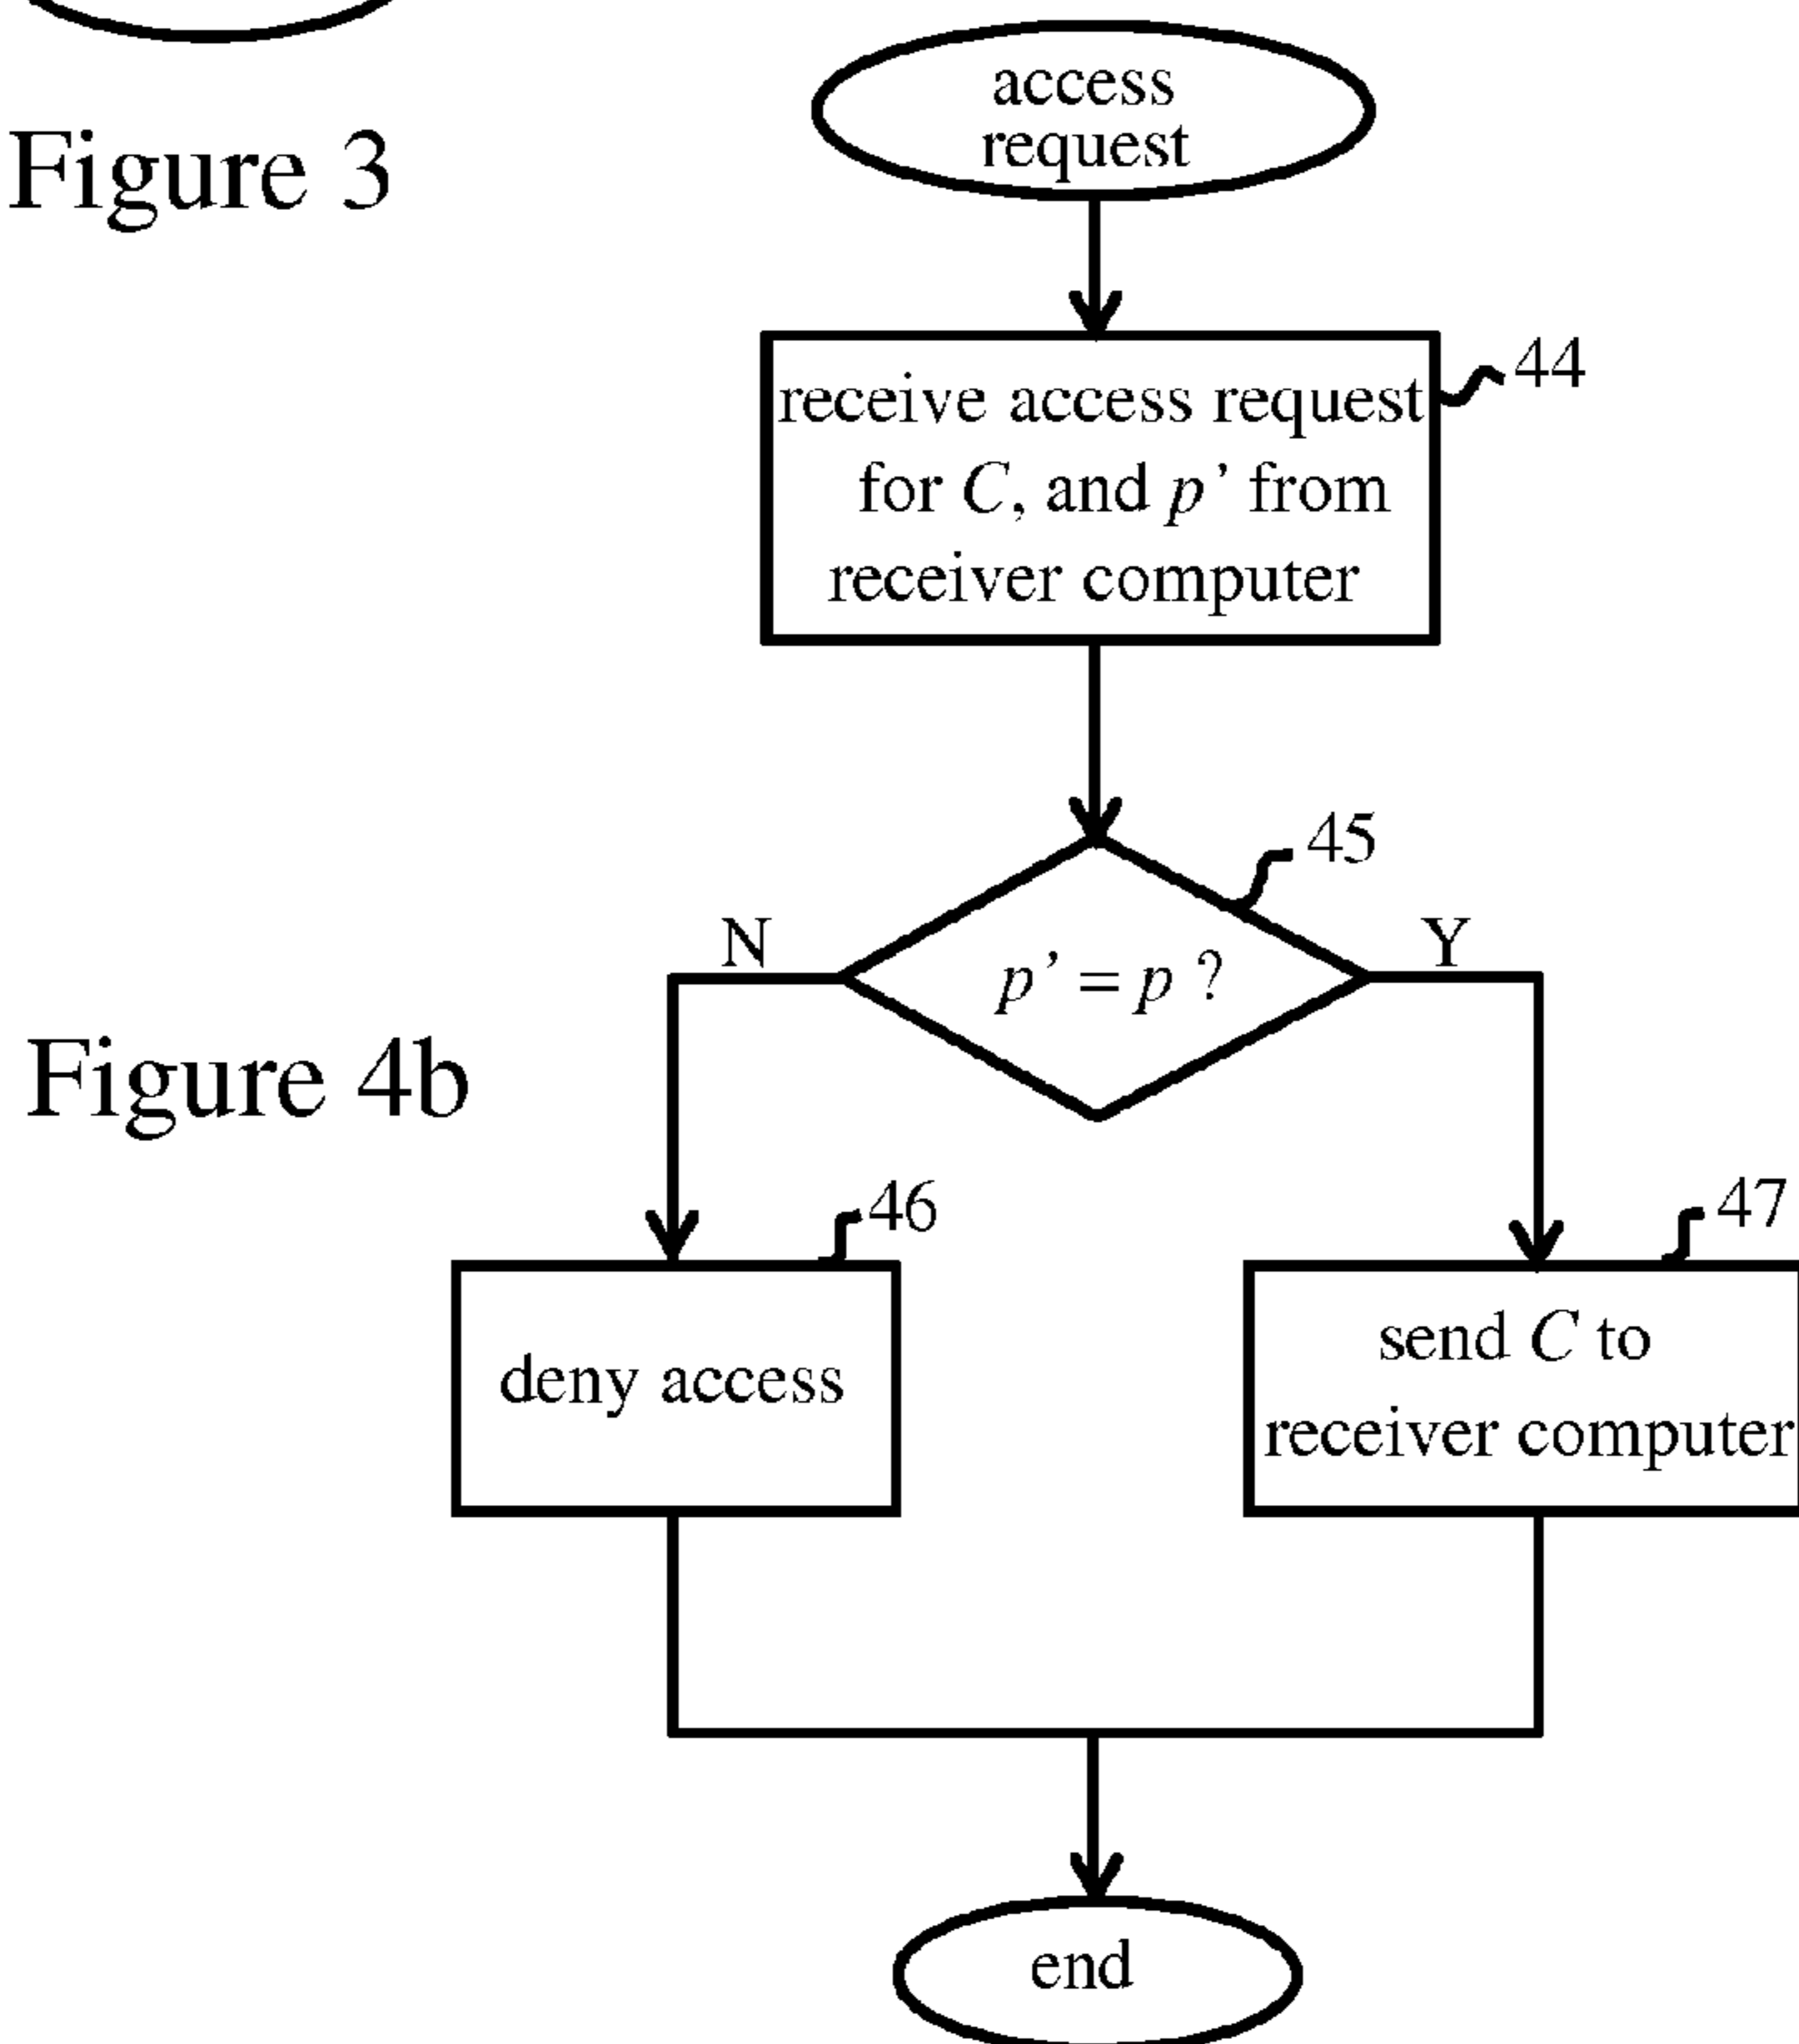 Figure 3
access
request
receive access request
for C, and p’ from
receiver computer
44
45
N
p’ = p ?
Y
Figure 4b
46
47
deny access
send C to
receiver computer
end